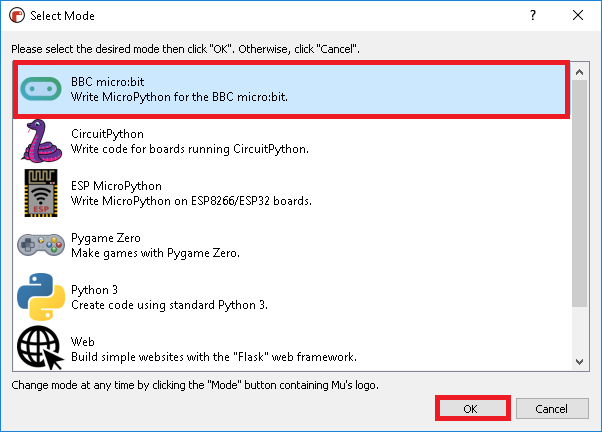 Select Mode
Please select the desired mode then click "OK". Otherwise, click "Cancel".
BBC micro:bit
Write MicroPython for the BBC micro:bit.
CircuitPython
Write code for boards running CircuitPython.
ESP MicroPython
Write MicroPython on ESP8266/ESP32 boards.
ESP
Pygame Zero
Make games with Pygame Zero.
Python 3
Create code using standard Python 3.
Web
Build simple websites with the "Flask" web framework.
Change mode at any time by clicking the "Mode" button containing Mu's logo.
OK
Cancel